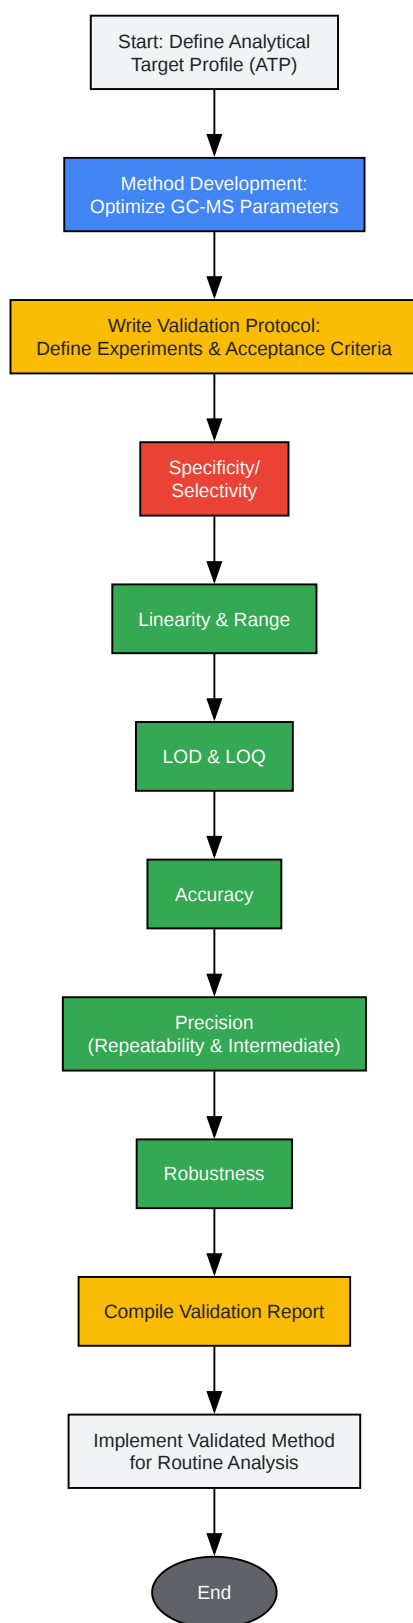 Start: Define Analytical
Target Profile (ATP)
Method Development:
Optimize GC-MS Parameters
Write Validation Protocol:
Define Experiments & Acceptance Criteria
Specificity/
Selectivity
Linearity & Range
LOD & LOQ
Accuracy
Precision
(Repeatability & Intermediate)
Robustness
Compile Validation Report
Implement Validated Method
for Routine Analysis
End